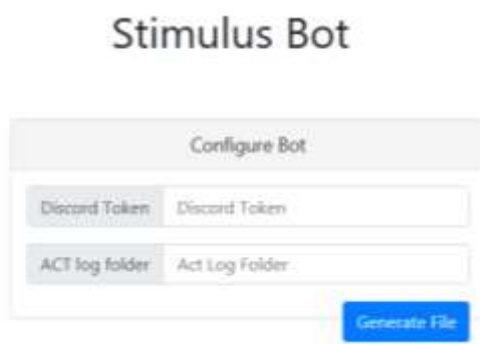 Stimulus Bot
Configure Bot
Discord Token Discord Token
ACT log folder Act Log Folder
Generate File